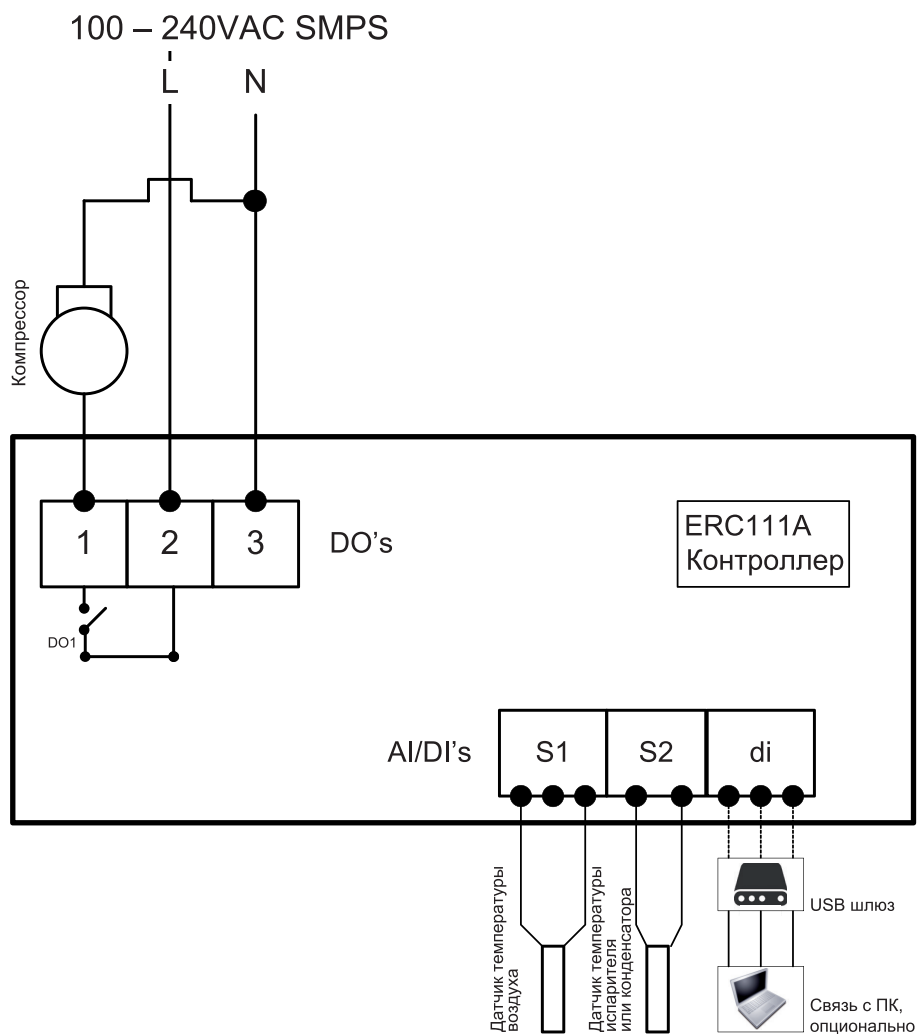 100 – 240VAC SMPS
L N
Компрессор
1 2 3 DO's
ERC111A
Контроллер
DO1
AI/DI's S1 S2 di
Датчик температуры
воздуха
Датчик температуры
испарителя
или конденсатора
USB шлюз
Связь с ПК,
опционально